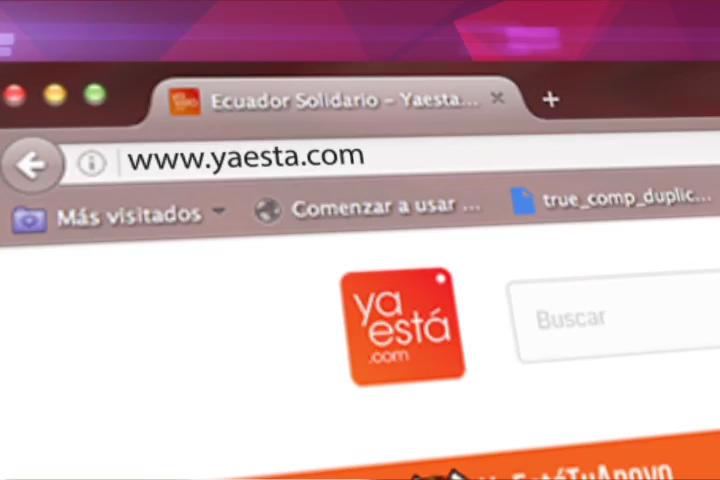 Ecuador Solidario – Yaesta...
www.yaesta.com
Más visitados
Comenzar a usar ...
true_comp_duplic...
ya
está
.com
Buscar